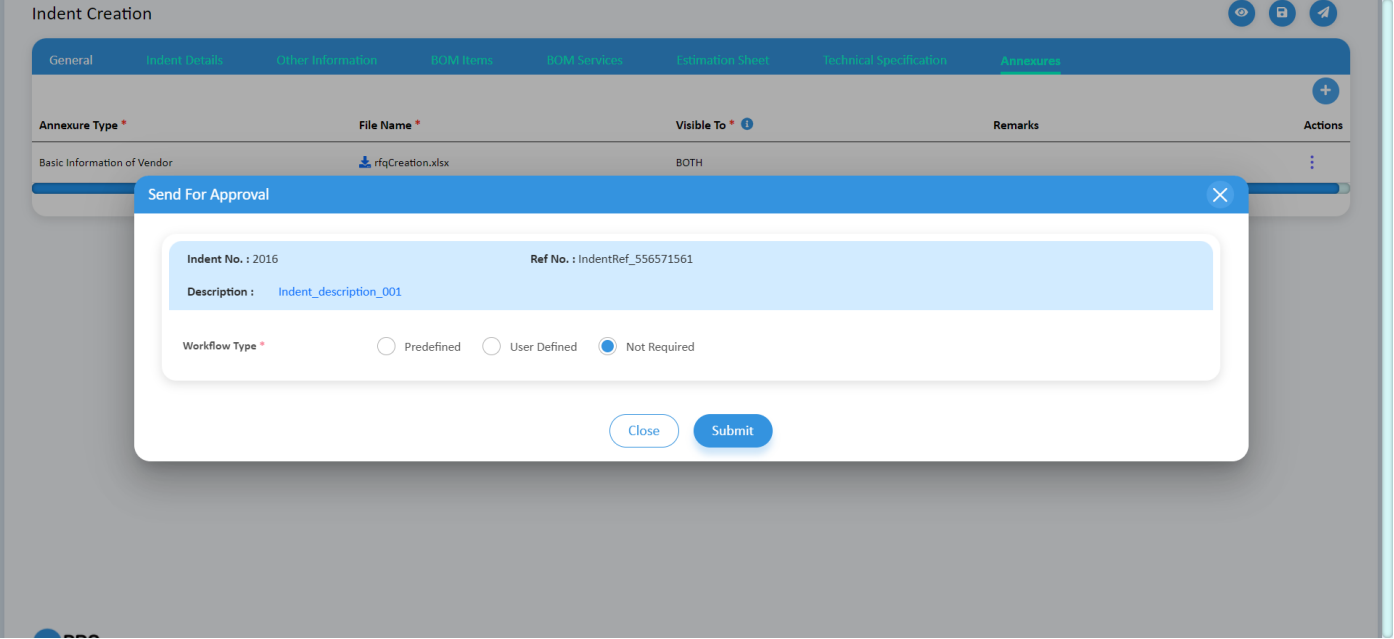 Indent Creation
General Indent Details Other Information BOM Items BOM Services Estimation Sheet Technical Specification Annexures
Annexure Type * File Name * Visible To * Remarks Actions
Basic Information of Vendor rfqCreation.xlsx BOTH
Send For Approval
Indent No. : 2016 Ref No. : IndentRef_556571561
Description : Indent_description_001
Workflow Type * Predefined User Defined Not Required
Close Submit